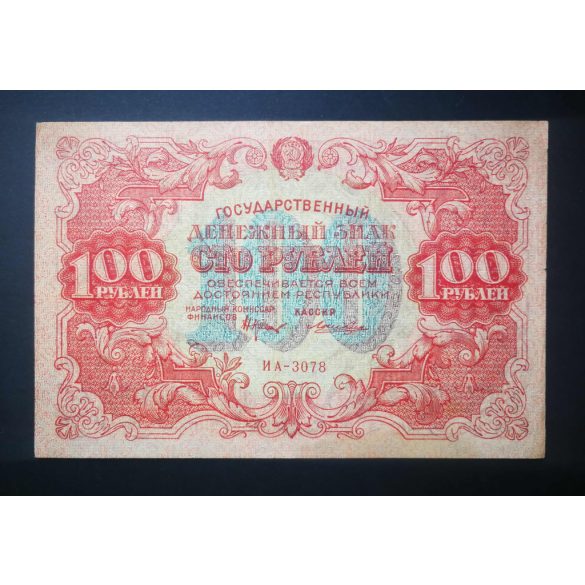 ГОСУДАРСТВЕННЫЙ
ДЕНЕЖНЫЙ ЗНАК
100
СТО РУБЛЕЙ
100 РУБЛЕЙ
100 РУБЛЕЙ
ОБЕСПЕЧИВАЕТСЯ ВСЕМ
ДОСТОЯНИЕМ РЕСПУБЛИКИ
НАРОДНЫЙ КОМИССАР
ФИНАНСОВ
КАССИР
ИА-3078